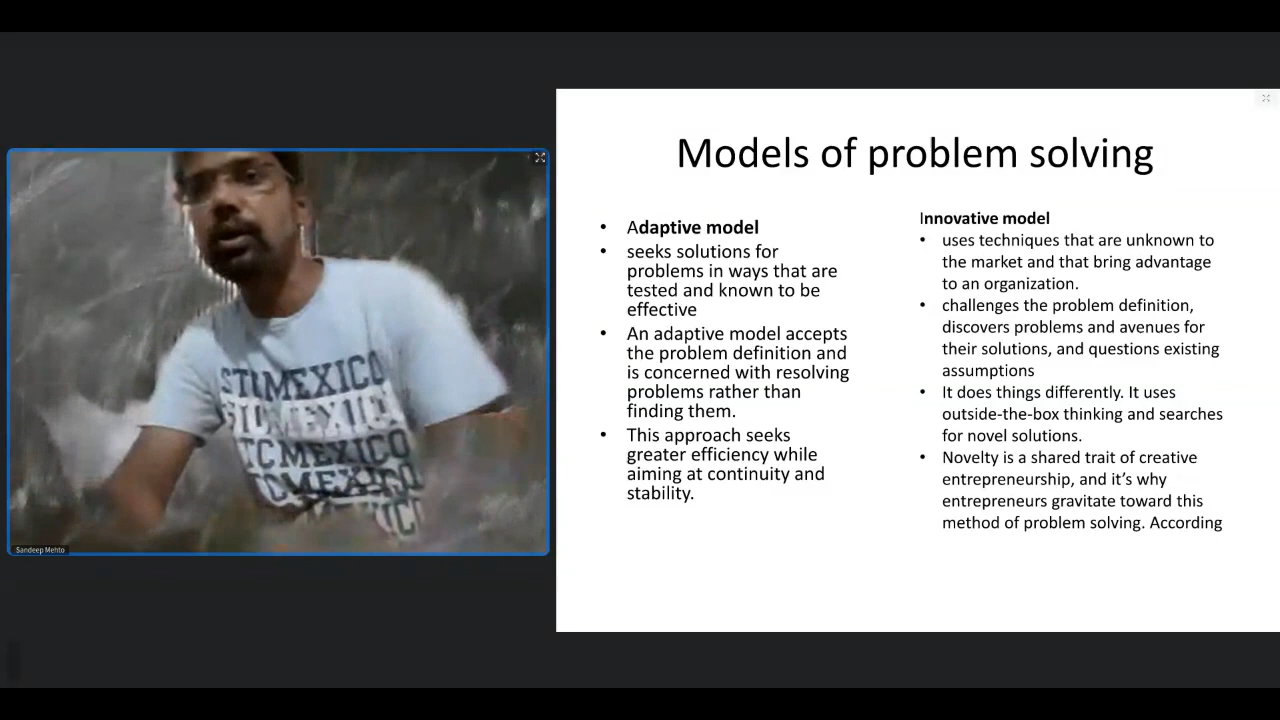 Models of problem solving
• Adaptive model
• seeks solutions for
problems in ways that are
tested and known to be
effective
• An adaptive model accepts
the problem definition and
is concerned with resolving
problems rather than
finding them.
• This approach seeks
greater efficiency while
aiming at continuity and
stability.
Innovative model
• uses techniques that are unknown to
the market and that bring advantage
to an organization.
• challenges the problem definition,
discovers problems and avenues for
their solutions, and questions existing
assumptions
• It does things differently. It uses
outside-the-box thinking and searches
for novel solutions.
• Novelty is a shared trait of creative
entrepreneurship, and it’s why
entrepreneurs gravitate toward this
method of problem solving. According
MEXICO
MEXICO
MEXICO
Sandeep Mehto